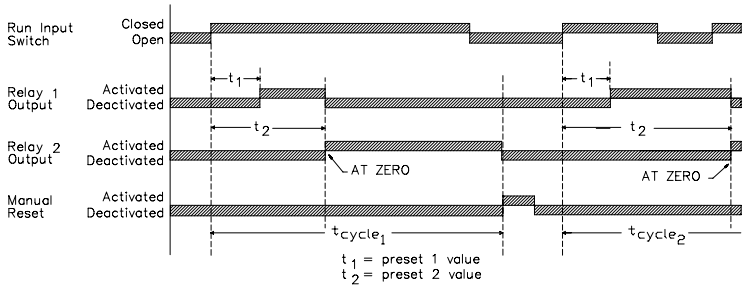 Run Input Switch
Closed
Open
t1
t1
Relay 1 Output
Activated
Deactivated
t2
t2
Relay 2 Output
Activated
Deactivated
AT ZERO
AT ZERO
Manual Reset
Activated
Deactivated
tcycle1
tcycle2
t1 = preset 1 value
t2 = preset 2 value